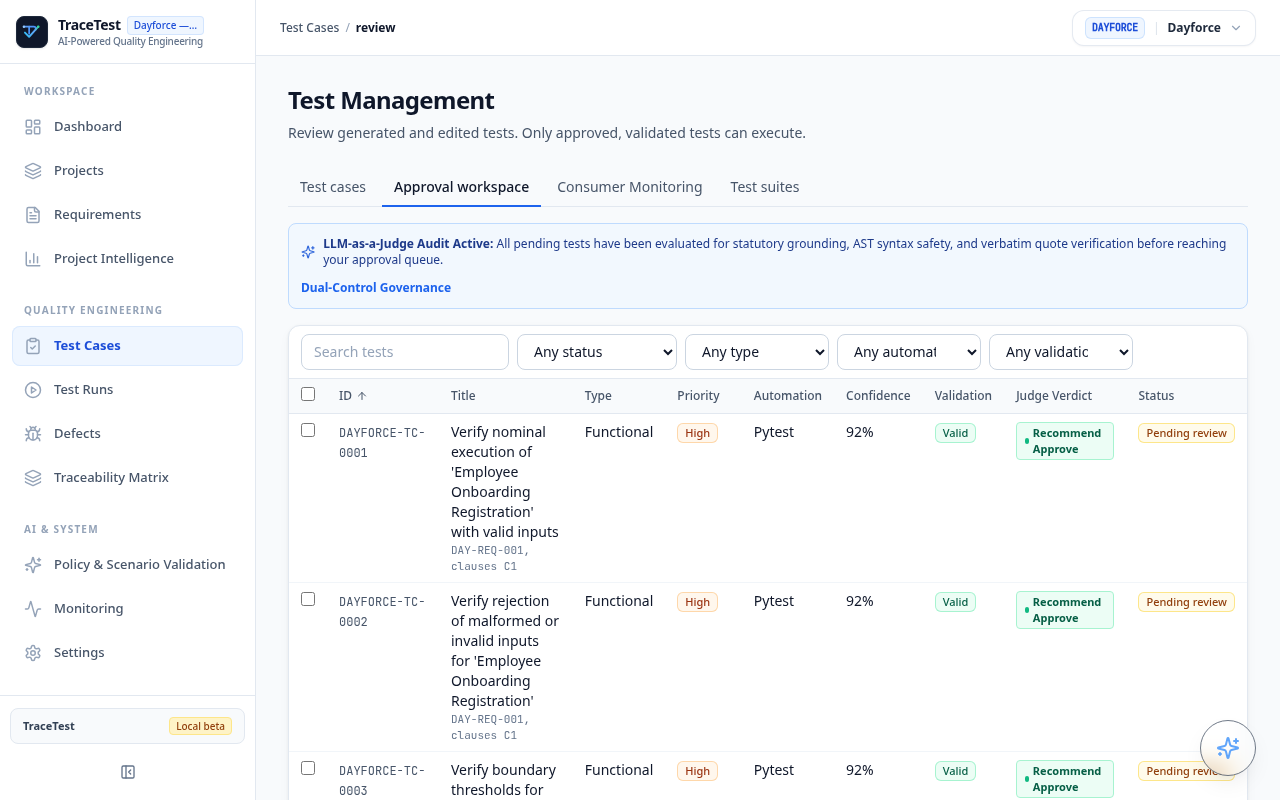 TraceTest
Dayforce —...
AI-Powered Quality Engineering
WORKSPACE
Dashboard
Projects
Requirements
Project Intelligence
QUALITY ENGINEERING
Test Cases
Test Runs
Defects
Traceability Matrix
AI & SYSTEM
Policy & Scenario Validation
Monitoring
Settings
TraceTest
Local beta
Test Cases / review
DAYFORCE
Dayforce
Test Management
Review generated and edited tests. Only approved, validated tests can execute.
Test cases
Approval workspace
Consumer Monitoring
Test suites
LLM-as-a-Judge Audit Active: All pending tests have been evaluated for statutory grounding, AST syntax safety, and verbatim quote verification before reaching
your approval queue.
Dual-Control Governance
Search tests
Any status
Any type
Any automat
Any validatic
ID ↑
Title
Type
Priority
Automation
Confidence
Validation
Judge Verdict
Status
DAYFORCE-TC-
0001
Verify nominal
execution of
'Employee
Onboarding
Registration'
with valid inputs
DAY-REQ-001,
clauses C1
Functional
High
Pytest
92%
Valid
Recommend
Approve
Pending review
DAYFORCE-TC-
0002
Verify rejection
of malformed or
invalid inputs
for 'Employee
Onboarding
Registration'
DAY-REQ-001,
clauses C1
Functional
High
Pytest
92%
Valid
Recommend
Approve
Pending review
DAYFORCE-TC-
0003
Verify boundary
thresholds for
Functional
High
Pytest
92%
Valid
Recommend
Approve
Pending review